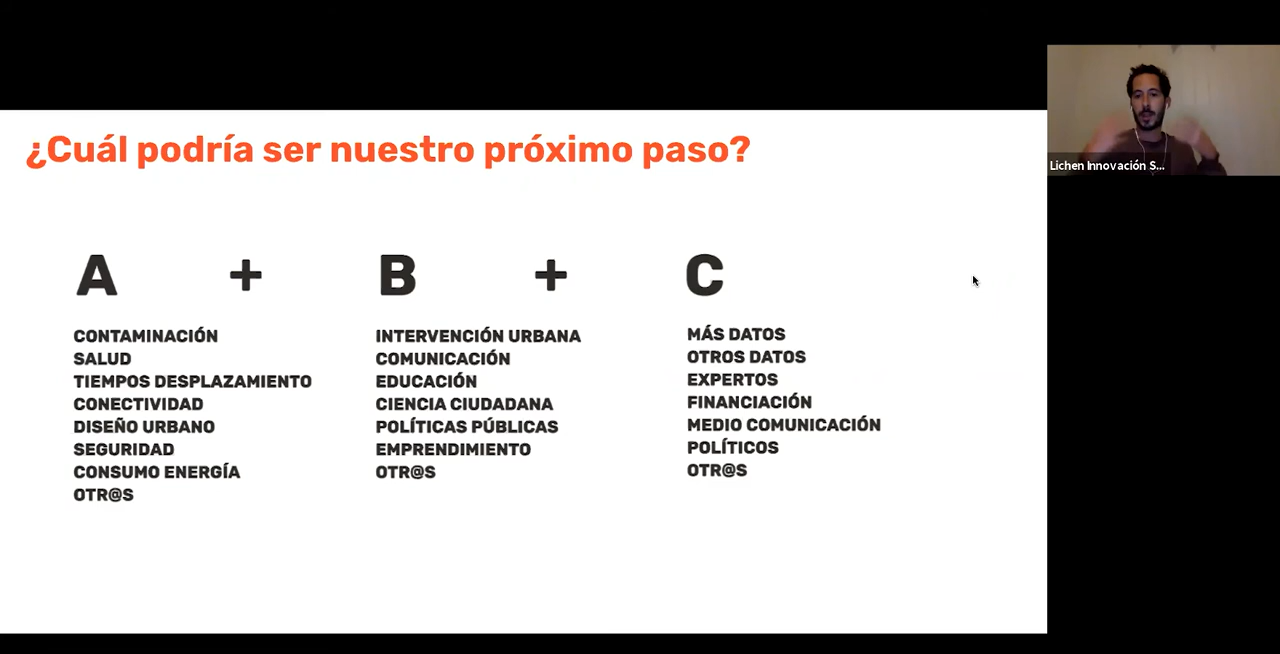 ¿Cuál podría ser nuestro próximo paso?
A + B + C
CONTAMINACIÓN
SALUD
TIEMPOS DESPLAZAMIENTO
CONECTIVIDAD
DISEÑO URBANO
SEGURIDAD
CONSUMO ENERGÍA
OTR@S
INTERVENCIÓN URBANA
COMUNICACIÓN
EDUCACIÓN
CIENCIA CIUDADANA
POLÍTICAS PÚBLICAS
EMPRENDIMIENTO
OTR@S
MÁS DATOS
OTROS DATOS
EXPERTOS
FINANCIACIÓN
MEDIO COMUNICACIÓN
POLÍTICOS
OTR@S
Lichen Innovación S...